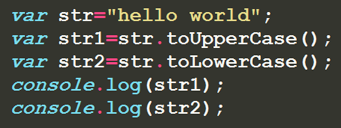 var str="hello world";
var str1=str.toUpperCase();
var str2=str.toLowerCase();
console.log(str1);
console.log(str2);